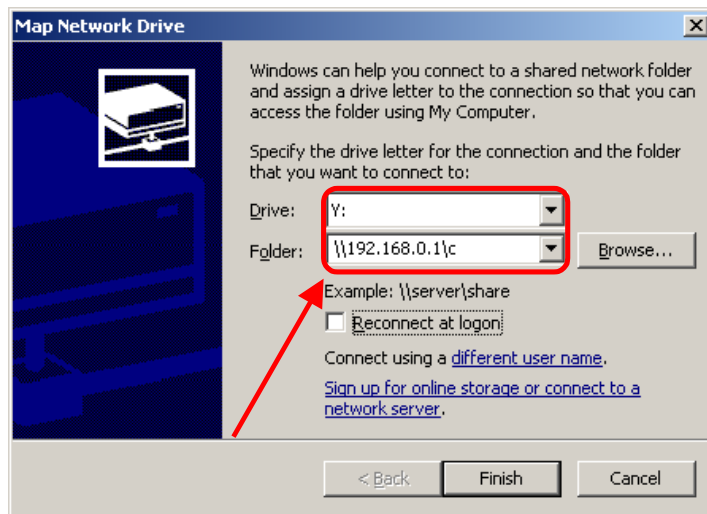 Map Network Drive
Windows can help you connect to a shared network folder
and assign a drive letter to the connection so that you can
access the folder using My Computer.
Specify the drive letter for the connection and the folder
that you want to connect to:
Drive: Y:
Folder: \\192.168.0.1\c Browse...
Example: \\server\share
Reconnect at logon
Connect using a different user name.
Sign up for online storage or connect to a
network server.
< Back Finish Cancel